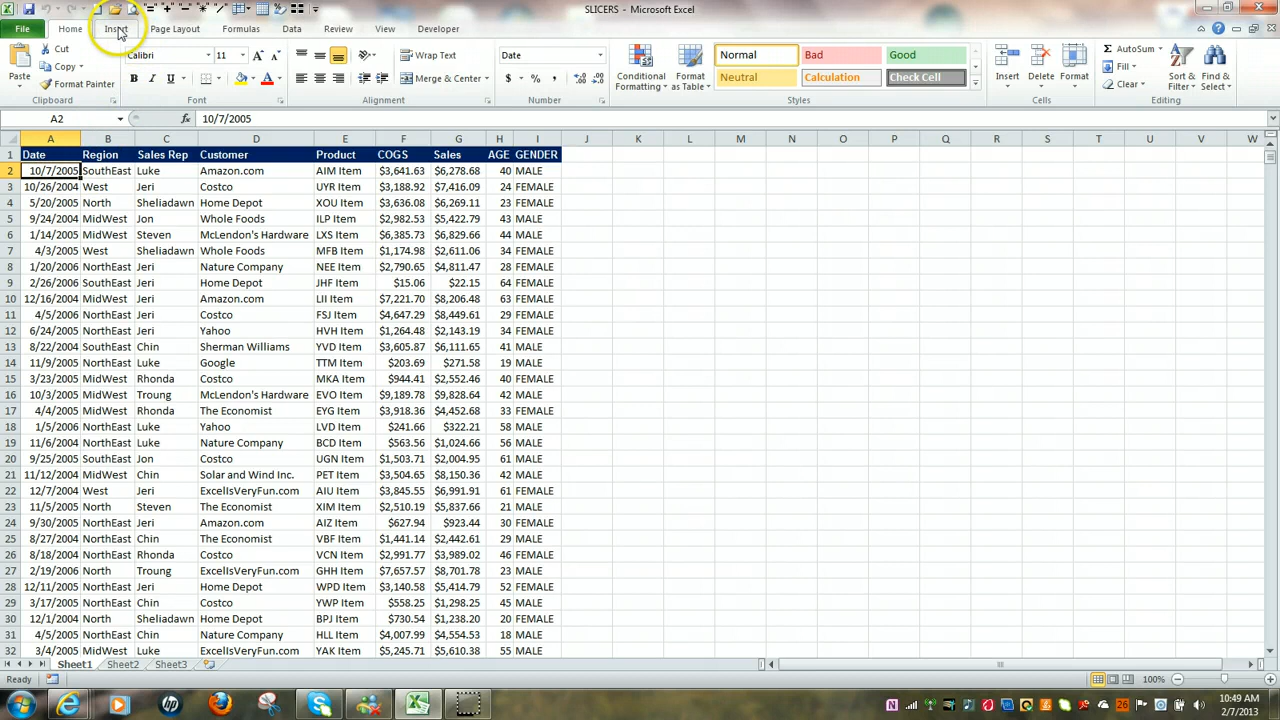 SLICERS - Microsoft Excel
File Home Insert Page Layout Formulas Data Review View Developer
Cut Calibri 11 Wrap Text Date Normal Bad Good AutoSum
Copy Fill
Paste Format Painter Merge & Center $ % , Conditional Formatting Format as Table Neutral Calculation Check Cell Insert Delete Format Clear Sort & Filter Find & Select
Clipboard Font Alignment Number Styles Cells Editing
A2 fx 10/7/2005
A B C D E F G H I J K L M N O P Q R S T U V W
1 Date Region Sales Rep Customer Product COGS Sales AGE GENDER
2 10/7/2005 SouthEast Luke Amazon.com AIM Item $3,641.63 $6,278.68 40 MALE
3 10/26/2004 West Jeri Costco UYR Item $3,188.92 $7,416.09 24 FEMALE
4 5/20/2005 North Sheliadawn Home Depot XOU Item $3,636.08 $6,269.11 23 FEMALE
5 9/24/2004 MidWest Jon Whole Foods ILP Item $2,982.53 $5,422.79 43 MALE
6 1/14/2005 MidWest Steven McLendon's Hardware LXS Item $6,385.73 $6,829.66 44 MALE
7 4/3/2005 West Sheliadawn Whole Foods MFB Item $1,174.98 $2,611.06 34 FEMALE
8 1/20/2006 NorthEast Jeri Nature Company NEE Item $2,790.65 $4,811.47 28 FEMALE
9 2/26/2006 SouthEast Jeri Home Depot JHF Item $15.06 $22.15 64 FEMALE
10 12/16/2004 MidWest Jeri Amazon.com LII Item $7,221.70 $8,206.48 63 FEMALE
11 4/5/2006 NorthEast Jeri Costco FSJ Item $4,647.29 $8,449.61 29 FEMALE
12 6/24/2005 NorthEast Jeri Yahoo HVH Item $1,264.48 $2,143.19 34 FEMALE
13 8/22/2004 SouthEast Chin Sherman Williams YVD Item $3,605.87 $6,111.65 41 MALE
14 11/9/2005 NorthEast Luke Google TTM Item $203.69 $271.58 19 MALE
15 3/23/2005 MidWest Rhonda Costco MKA Item $944.41 $2,552.46 40 FEMALE
16 10/3/2005 MidWest Troung McLendon's Hardware EVO Item $9,189.78 $9,828.64 42 MALE
17 4/4/2005 MidWest Rhonda The Economist EYG Item $3,918.36 $4,452.68 33 FEMALE
18 1/5/2006 NorthEast Luke Yahoo LVD Item $241.66 $322.21 58 MALE
19 11/6/2004 MidWest Luke Nature Company BCD Item $563.56 $1,024.66 56 MALE
20 9/25/2005 SouthEast Jon Costco UGN Item $1,503.71 $2,004.95 61 MALE
21 11/12/2004 MidWest Chin Solar and Wind Inc. PET Item $3,504.65 $8,150.36 42 MALE
22 12/7/2004 West Jeri ExcelIsVeryFun.com AIU Item $3,845.55 $6,991.91 61 FEMALE
23 11/5/2005 North Steven The Economist XIM Item $2,510.19 $5,837.66 21 MALE
24 9/30/2005 SouthEast Jeri Amazon.com AIZ Item $627.94 $923.44 30 FEMALE
25 8/27/2004 NorthEast Chin The Economist VBF Item $1,441.14 $2,442.61 29 MALE
26 8/18/2004 NorthEast Rhonda Costco VCN Item $2,991.77 $3,989.02 46 FEMALE
27 2/19/2006 North Troung ExcelIsVeryFun.com GHH Item $7,657.57 $8,701.78 23 MALE
28 12/11/2005 NorthEast Jeri Home Depot WPD Item $3,140.58 $5,414.79 52 FEMALE
29 3/17/2005 NorthEast Chin Costco YWP Item $558.25 $1,298.25 45 MALE
30 12/1/2004 North Sheliadawn Home Depot BPJ Item $730.54 $1,238.20 20 FEMALE
31 4/5/2005 NorthEast Chin Nature Company HLL Item $4,007.99 $4,554.53 18 MALE
32 3/4/2005 MidWest Luke ExcelIsVeryFun.com YAK Item $5,245.71 $5,610.38 55 MALE
Sheet1 Sheet2 Sheet3
Ready 100%
10:49 AM
2/7/2013